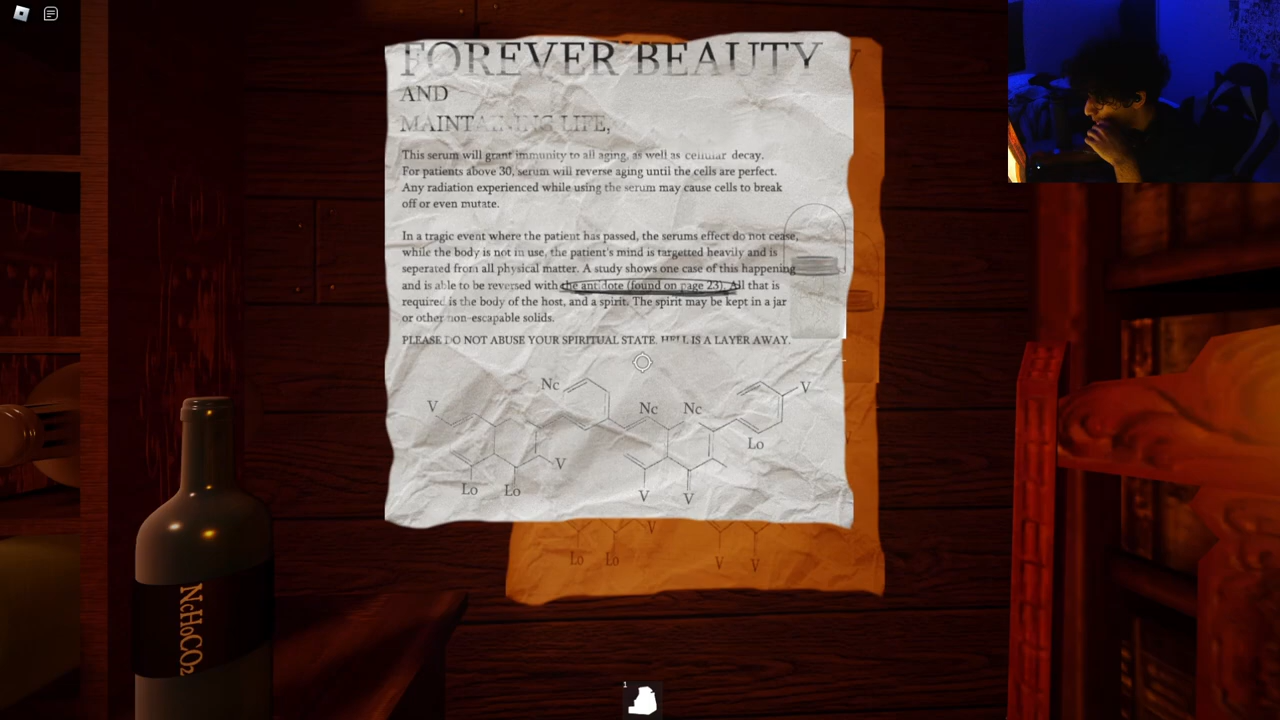 FOREVER BEAUTY
AND
MAINTAINING LIFE,
This serum will grant immunity to all aging, as well as cellular decay.
For patients above 30, serum will reverse aging until the cells are perfect.
Any radiation experienced while using the serum may cause cells to break
off or even mutate.
In a tragic event where the patient has passed, the serums effect do not cease,
while the body is not in use, the patient's mind is targetted heavily and is
seperated from all physical matter. A study shows one case of this happening
and is able to be reversed with the antidote (found on page 23). All that is
required is the body of the host, and a spirit. The spirit may be kept in a jar
or other non-escapable solids.
PLEASE DO NOT ABUSE YOUR SPIRITUAL STATE. HELL IS A LAYER AWAY.
Nc
V
V
Nc
Nc
Lo
V
Lo
Lo
V
V
V
Lo
Lo
V
V
NcHoCO2
1